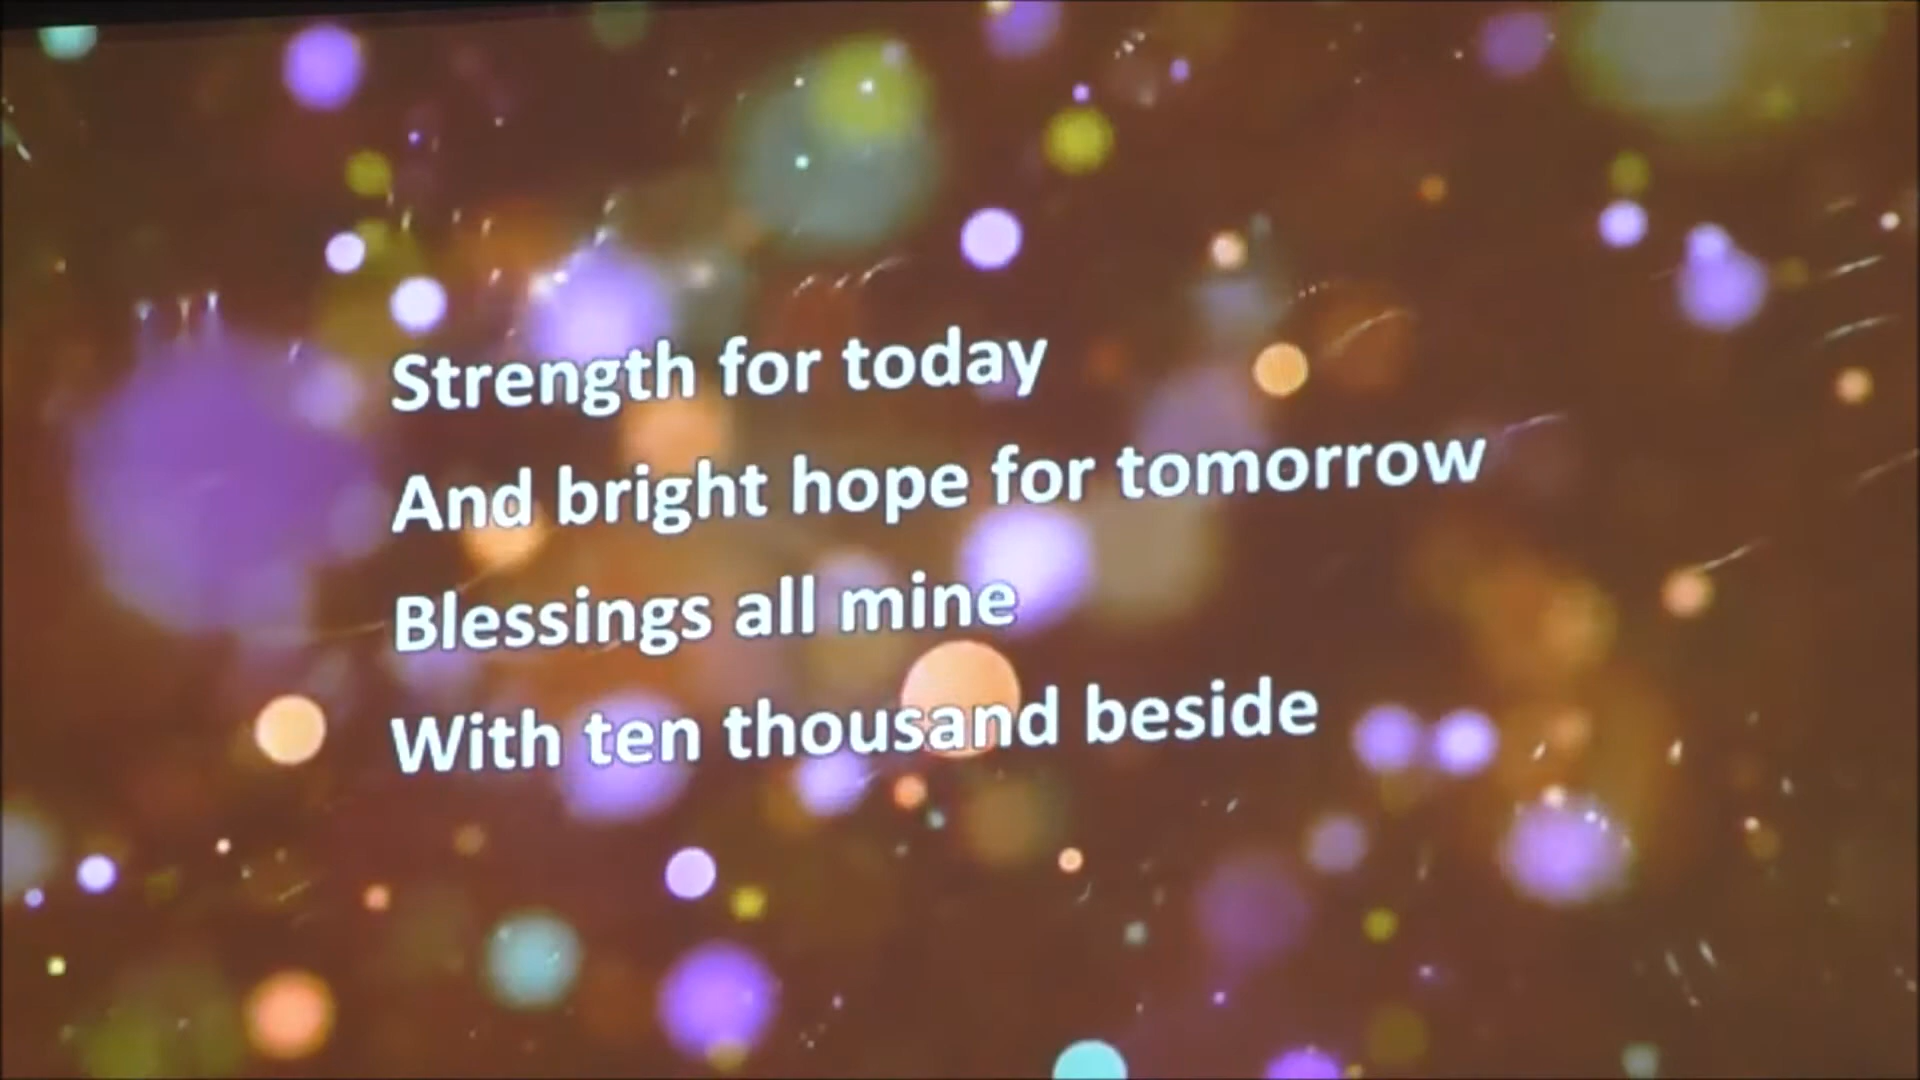 Strength for today
And bright hope for tomorrow
Blessings all mine
With ten thousand beside